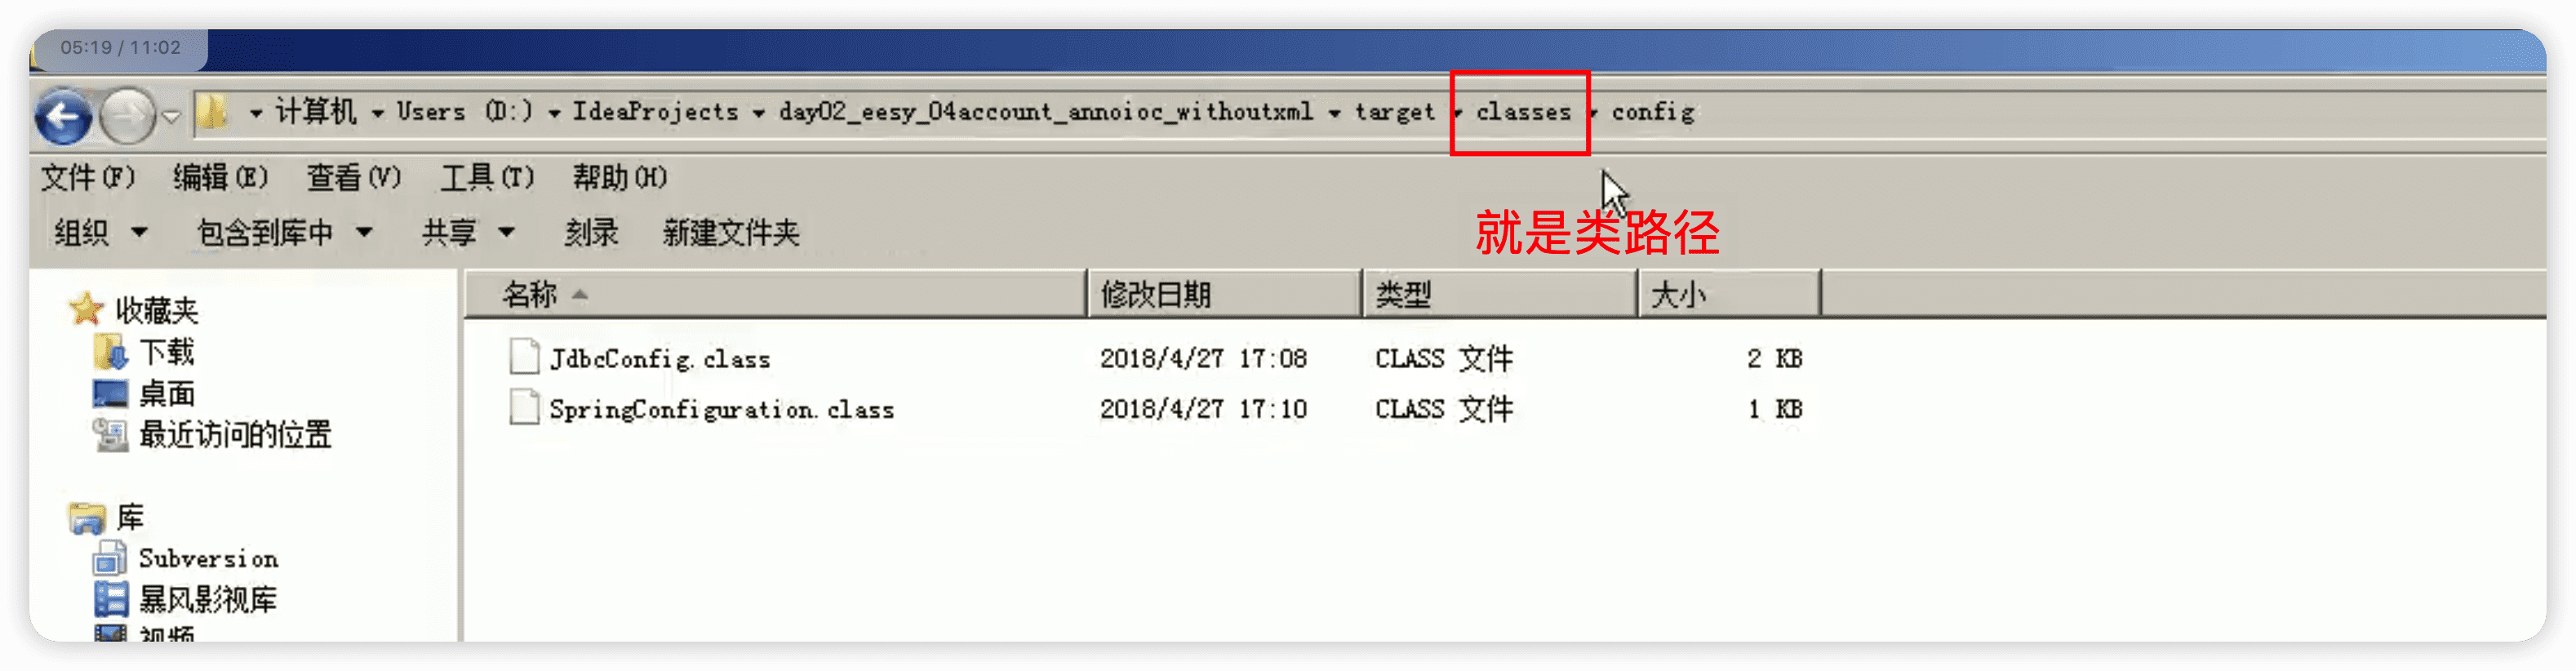 05:19 / 11:02
计算机 Users (D:) IdeaProjects day02_eesy_04account_annoioc_withoutxml target classes config
文件(F) 编辑(E) 查看(V) 工具(T) 帮助(H)
就是类路径
组织 包含到库中 共享 刻录 新建文件夹
名称 修改日期 类型 大小
收藏夹
下载
桌面
最近访问的位置
库
Subversion
暴风影视库
视频
JdbcConfig.class 2018/4/27 17:08 CLASS 文件 2 KB
SpringConfiguration.class 2018/4/27 17:10 CLASS 文件 1 KB